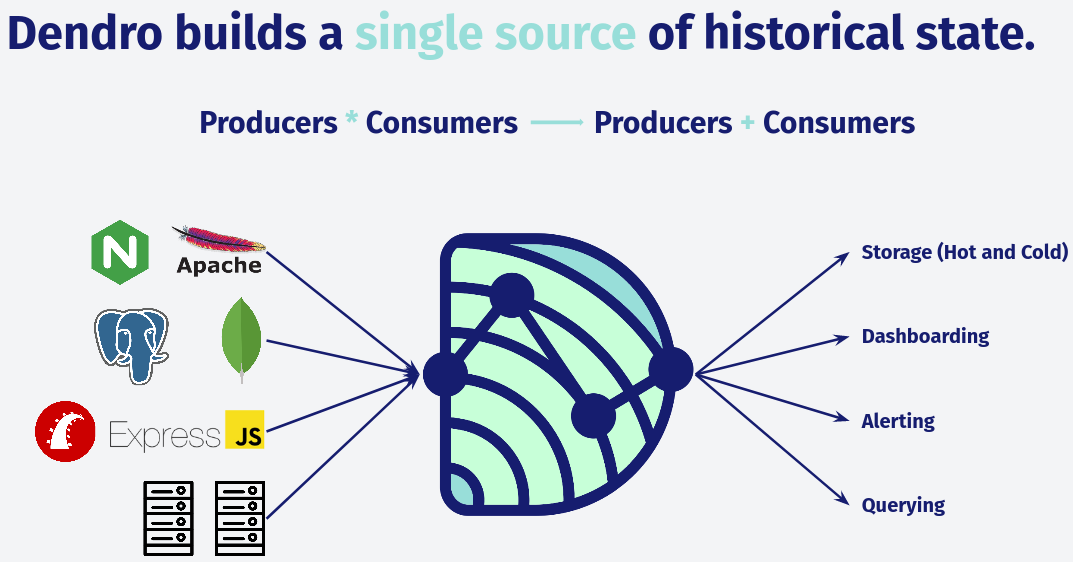 Dendro builds a single source of historical state.
Producers * Consumers → Producers + Consumers
N
Apache
Express
JS
Storage (Hot and Cold)
Dashboarding
Alerting
Querying